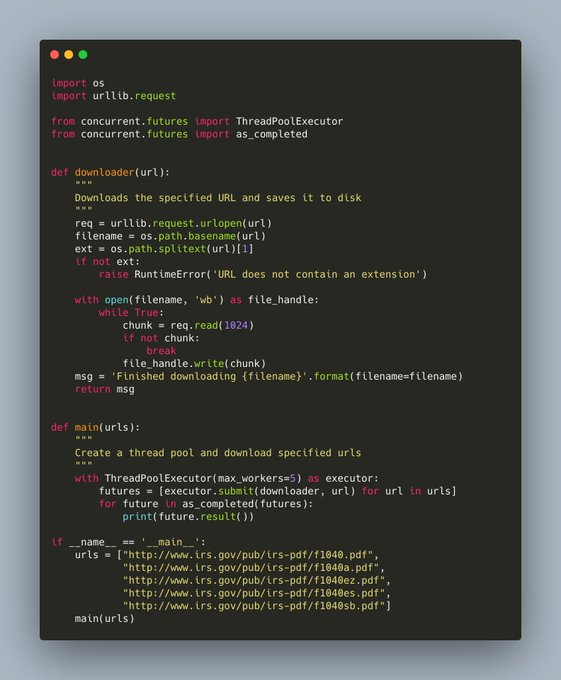 import os
import urllib.request

from concurrent.futures import ThreadPoolExecutor
from concurrent.futures import as_completed


def downloader(url):
    """
    Downloads the specified URL and saves it to disk
    """
    req = urllib.request.urlopen(url)
    filename = os.path.basename(url)
    ext = os.path.splitext(url)[1]
    if not ext:
        raise RuntimeError('URL does not contain an extension')

    with open(filename, 'wb') as file_handle:
        while True:
            chunk = req.read(1024)
            if not chunk:
                break
            file_handle.write(chunk)
    msg = 'Finished downloading {filename}'.format(filename=filename)
    return msg


def main(urls):
    """
    Create a thread pool and download specified urls
    """
    with ThreadPoolExecutor(max_workers=5) as executor:
        futures = [executor.submit(downloader, url) for url in urls]
        for future in as_completed(futures):
            print(future.result())

if __name__ == '__main__':
    urls = ["http://www.irs.gov/pub/irs-pdf/f1040.pdf",
            "http://www.irs.gov/pub/irs-pdf/f1040a.pdf",
            "http://www.irs.gov/pub/irs-pdf/f1040ez.pdf",
            "http://www.irs.gov/pub/irs-pdf/f1040es.pdf",
            "http://www.irs.gov/pub/irs-pdf/f1040sb.pdf"]
    main(urls)